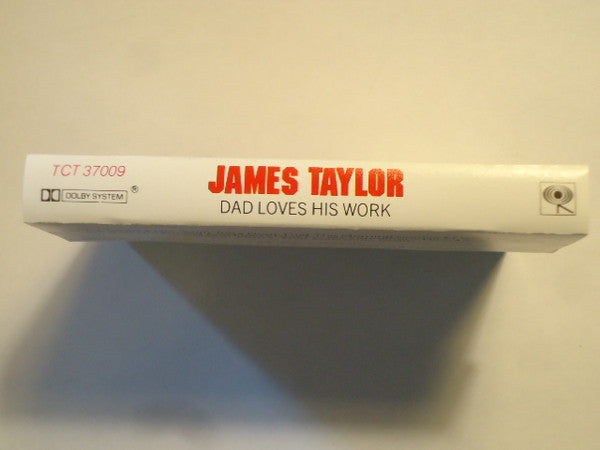 TCT 37009
DOLBY SYSTEM ®
JAMES TAYLOR
DAD LOVES HIS WORK